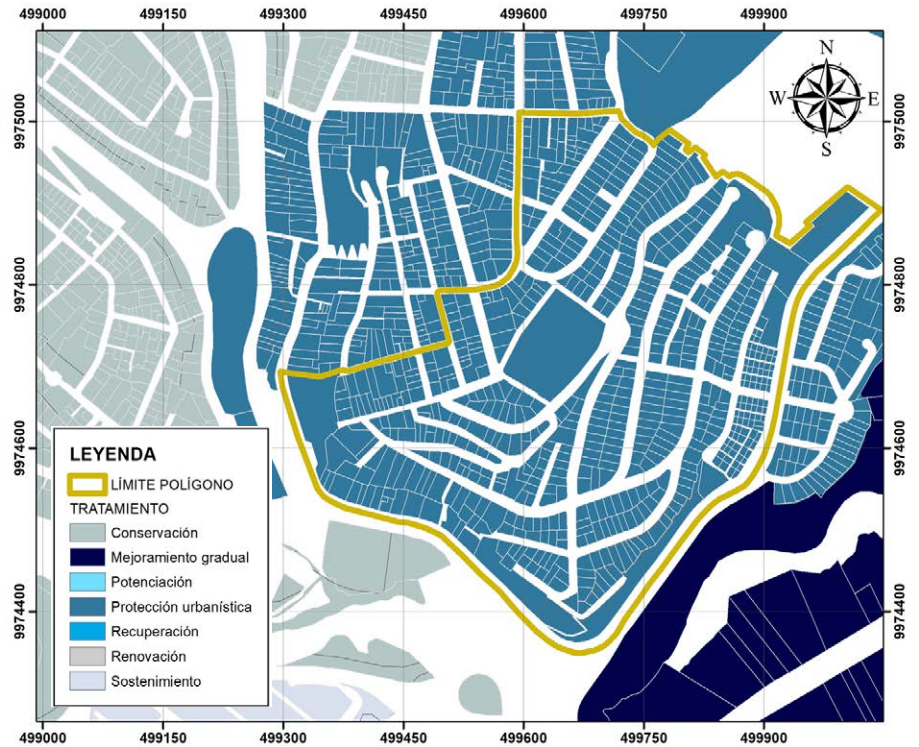 499000 499150 499300 499450 499600 499750 499900
N
W E
S
9975000 9975000
9974800 9974800
9974600 9974600
9974400 9974400
LEYENDA
LÍMITE POLÍGONO
TRATAMIENTO
Conservación
Mejoramiento gradual
Potenciación
Protección urbanística
Recuperación
Renovación
Sostenimiento
499000 499150 499300 499450 499600 499750 499900